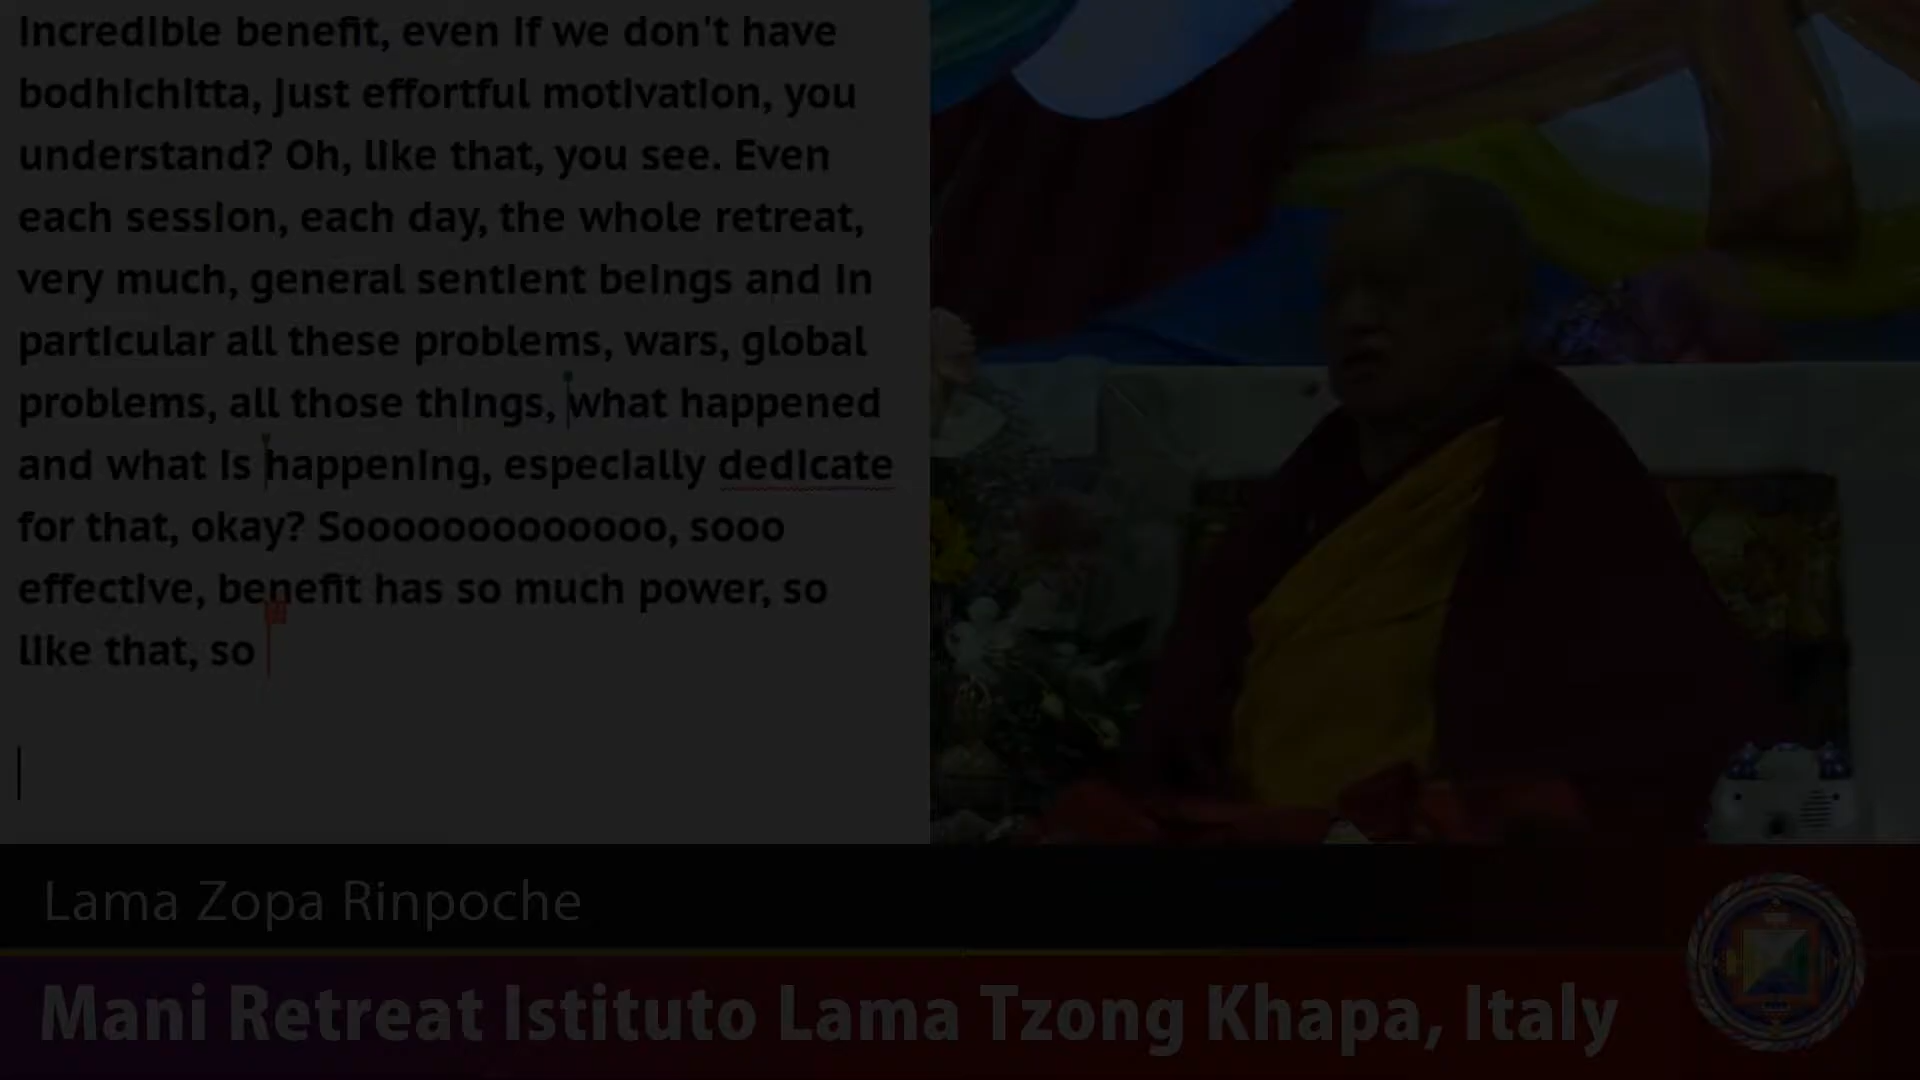 Incredible benefit, even if we don't have
bodhichitta, just effortful motivation, you
understand? Oh, like that, you see. Even
each session, each day, the whole retreat,
very much, general sentient beings and in
particular all these problems, wars, global
problems, all those things, what happened
and what is happening, especially dedicate
for that, okay? Sooooooooooooo, sooo
effective, benefit has so much power, so
like that, so
Lama Zopa Rinpoche
Mani Retreat Istituto Lama Tzong Khapa, Italy